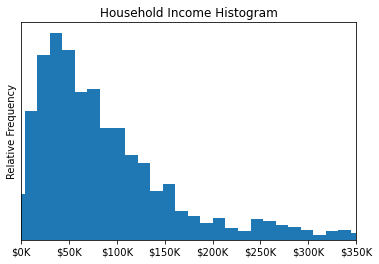 Household Income Histogram
Relative Frequency
$0K $50K $100K $150K $200K $250K $300K $350K